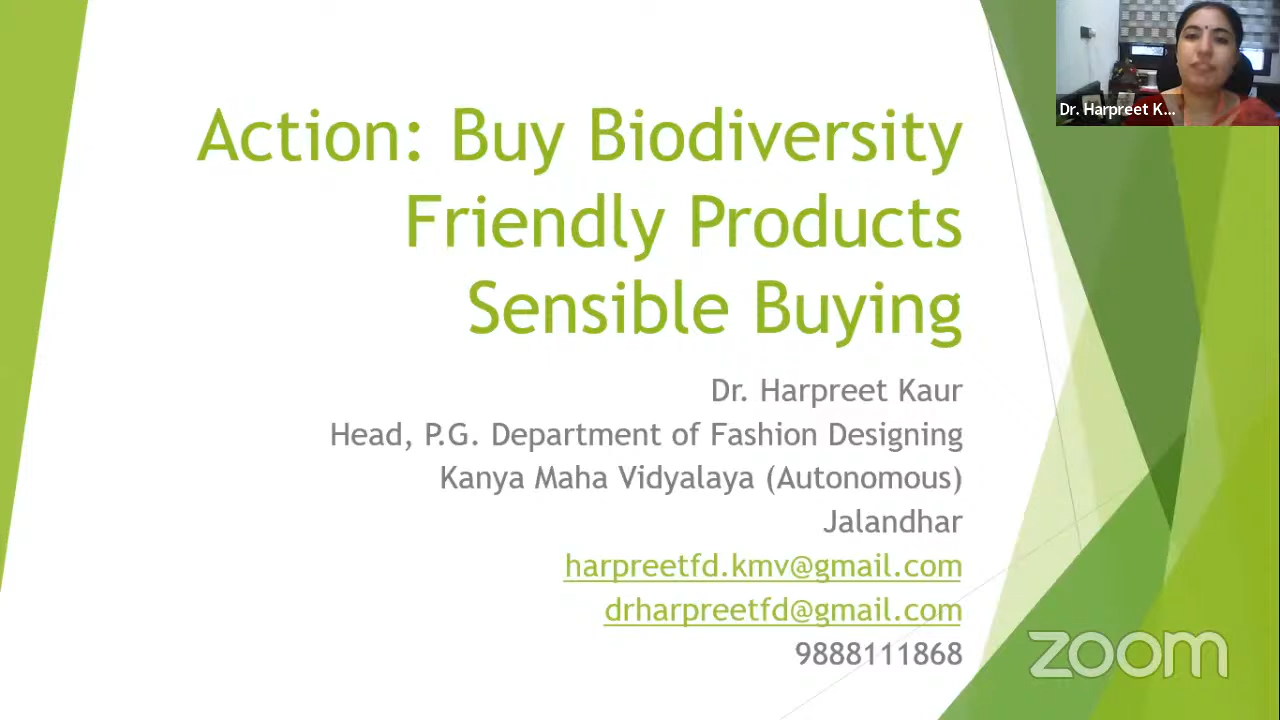 Action: Buy Biodiversity
Friendly Products
Sensible Buying
Dr. Harpreet Kaur
Head, P.G. Department of Fashion Designing
Kanya Maha Vidyalaya (Autonomous)
Jalandhar
harpreetfd.kmv@gmail.com
drharpreetfd@gmail.com
9888111868
Dr. Harpreet K...
zoom